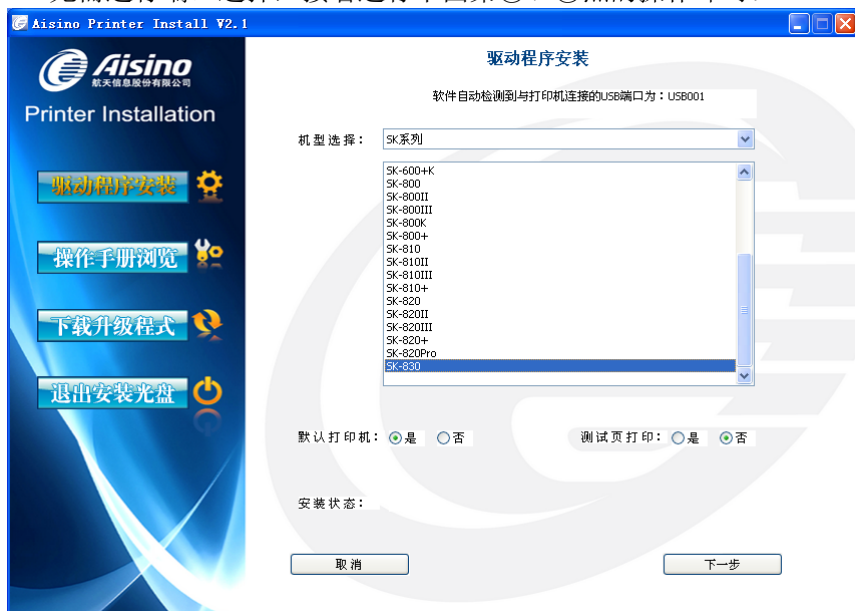 Aisino Printer Install V2.1
Aisino
航天信息股份有限公司
Printer Installation
驱动程序安装
操作手册浏览
下载升级程式
退出安装光盘
驱动程序安装
软件自动检测到与打印机连接的USB端口为：USB001
机型选择： SK系列
SK-600+K
SK-800
SK-800II
SK-800III
SK-800K
SK-800+
SK-810
SK-810II
SK-810III
SK-810+
SK-820
SK-820II
SK-820III
SK-820+
SK-820Pro
SK-830
默认打印机： 是 否 测试页打印： 是 否
安装状态：
取消 下一步